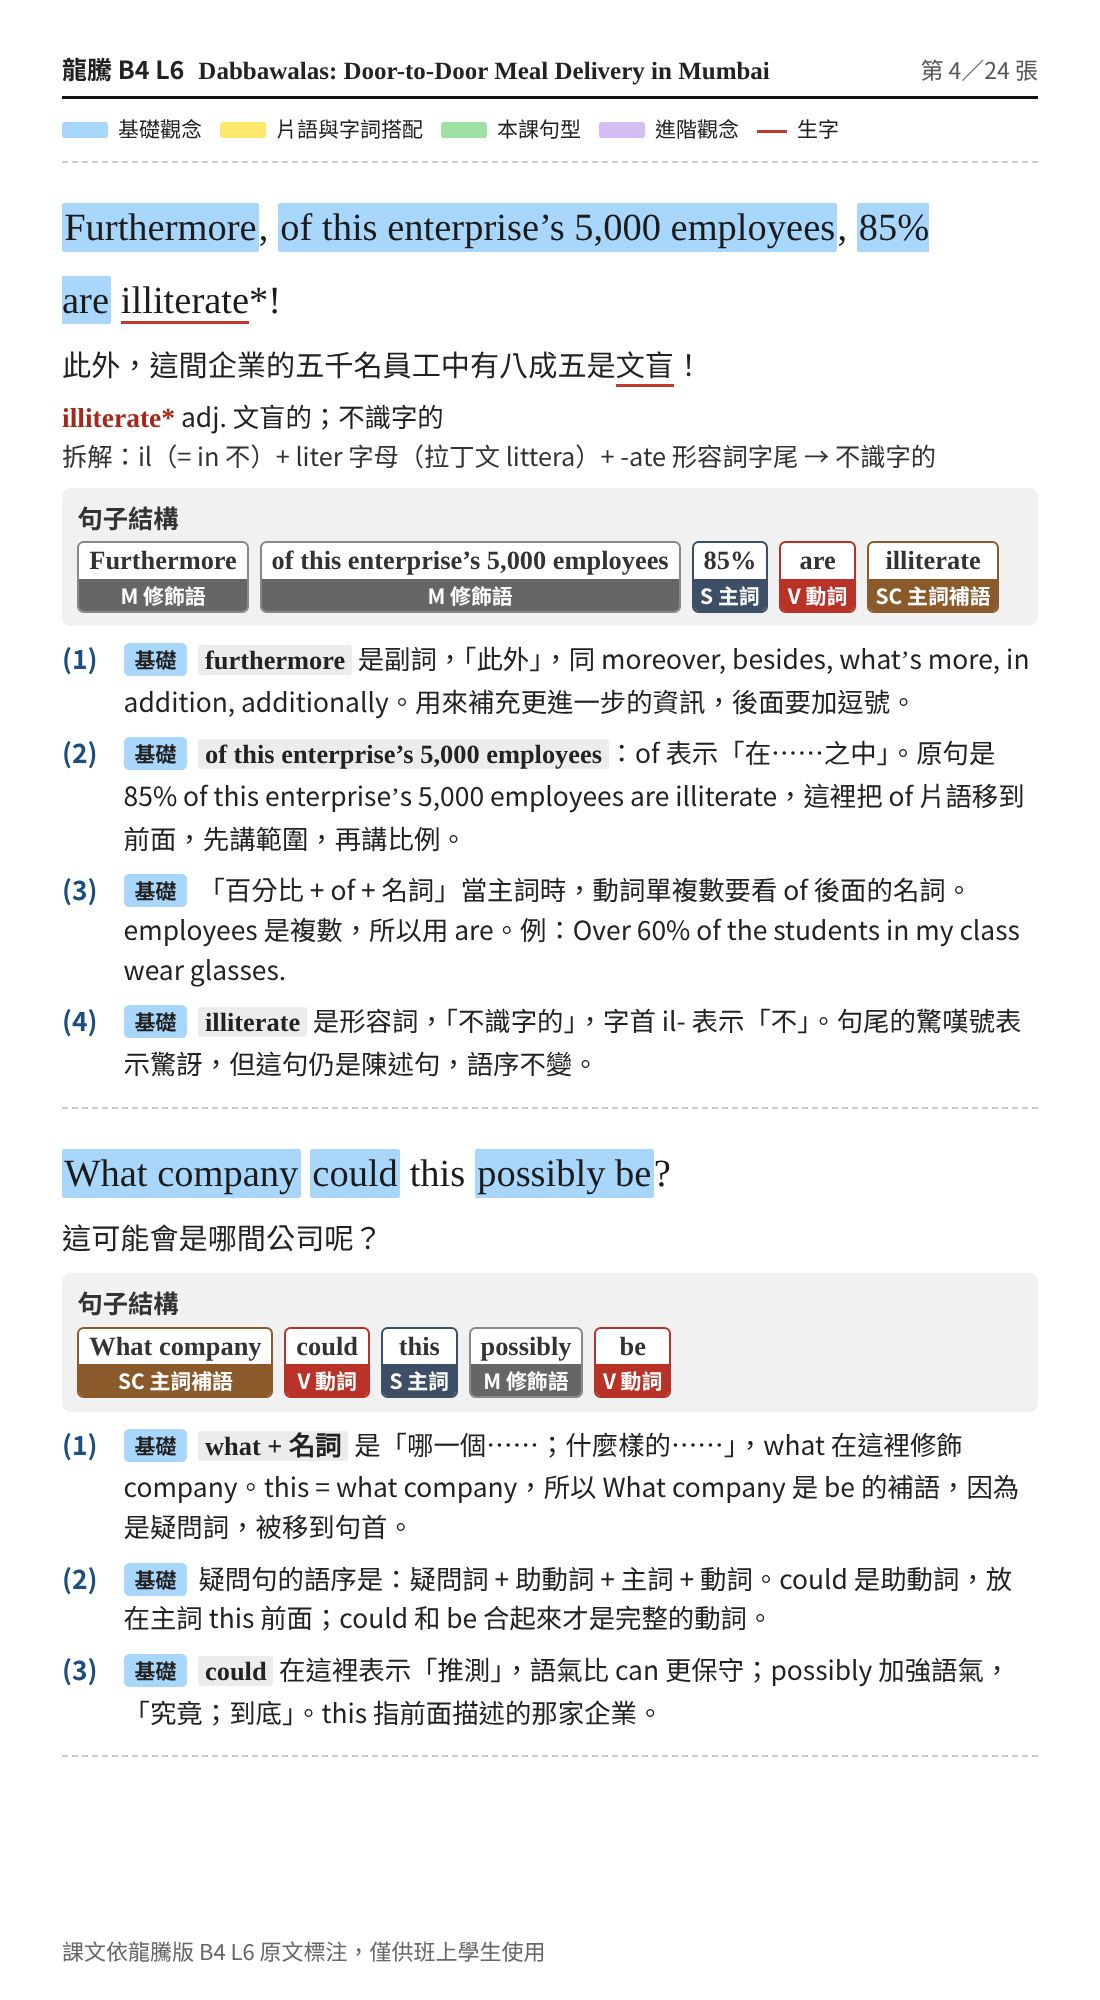 龍騰 B4 L6 Dabbawalas: Door-to-Door Meal Delivery in Mumbai 第 4／24 張
基礎觀念 片語與字詞搭配 本課句型 進階觀念 生字
Furthermore, of this enterprise’s 5,000 employees, 85%
are illiterate*!
此外，這間企業的五千名員工中有八成五是文盲！
illiterate* adj. 文盲的；不識字的
拆解：il（= in 不）+ liter 字母（拉丁文 littera）+ -ate 形容詞字尾 → 不識字的
句子結構
Furthermore of this enterprise’s 5,000 employees 85% are illiterate
M 修飾語 M 修飾語 S 主詞 V 動詞 SC 主詞補語
(1) 基礎 furthermore 是副詞，「此外」，同 moreover, besides, what’s more, in
addition, additionally。用來補充更進一步的資訊，後面要加逗號。
(2) 基礎 of this enterprise’s 5,000 employees：of 表示「在⋯⋯之中」。原句是
85% of this enterprise’s 5,000 employees are illiterate，這裡把 of 片語移到
前面，先講範圍，再講比例。
(3) 基礎 「百分比 + of + 名詞」當主詞時，動詞單複數要看 of 後面的名詞。
employees 是複數，所以用 are。例：Over 60% of the students in my class
wear glasses.
(4) 基礎 illiterate 是形容詞，「不識字的」，字首 il- 表示「不」。句尾的驚嘆號表
示驚訝，但這句仍是陳述句，語序不變。
What company could this possibly be?
這可能會是哪間公司呢？
句子結構
What company could this possibly be
SC 主詞補語 V 動詞 S 主詞 M 修飾語 V 動詞
(1) 基礎 what + 名詞 是「哪一個⋯⋯；什麼樣的⋯⋯」，what 在這裡修飾
company。this = what company，所以 What company 是 be 的補語，因為
是疑問詞，被移到句首。
(2) 基礎 疑問句的語序是：疑問詞 + 助動詞 + 主詞 + 動詞。could 是助動詞，放
在主詞 this 前面；could 和 be 合起來才是完整的動詞。
(3) 基礎 could 在這裡表示「推測」，語氣比 can 更保守；possibly 加強語氣，
「究竟；到底」。this 指前面描述的那家企業。
課文依龍騰版 B4 L6 原文標注，僅供班上學生使用